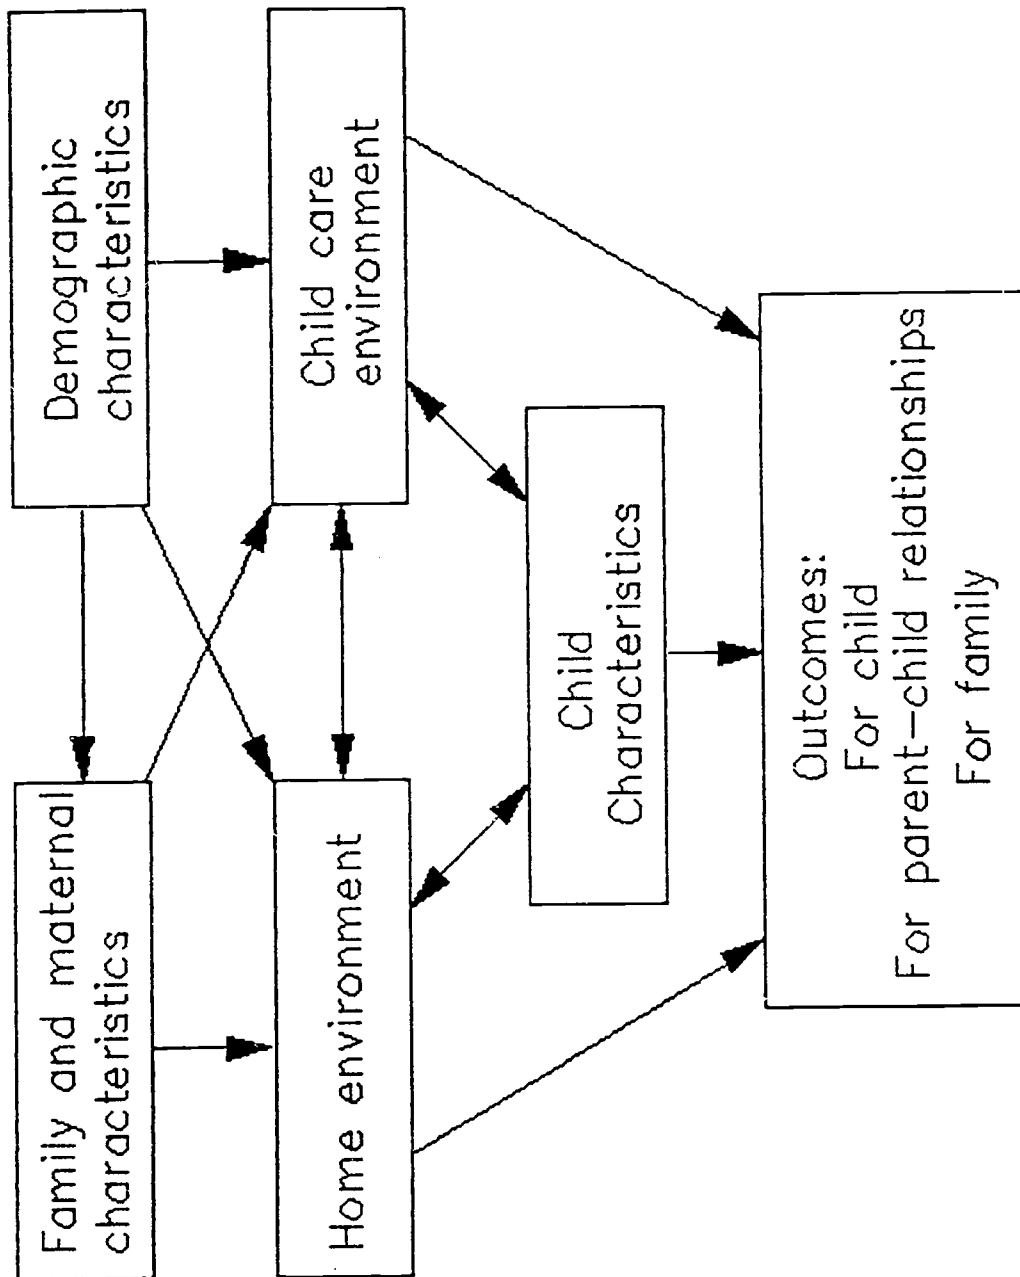 Family and maternal
characteristics
Demographic
characteristics
Home environment
Child care
environment
Child
Characteristics
Outcomes:
For child
For parent-child relationships
For family